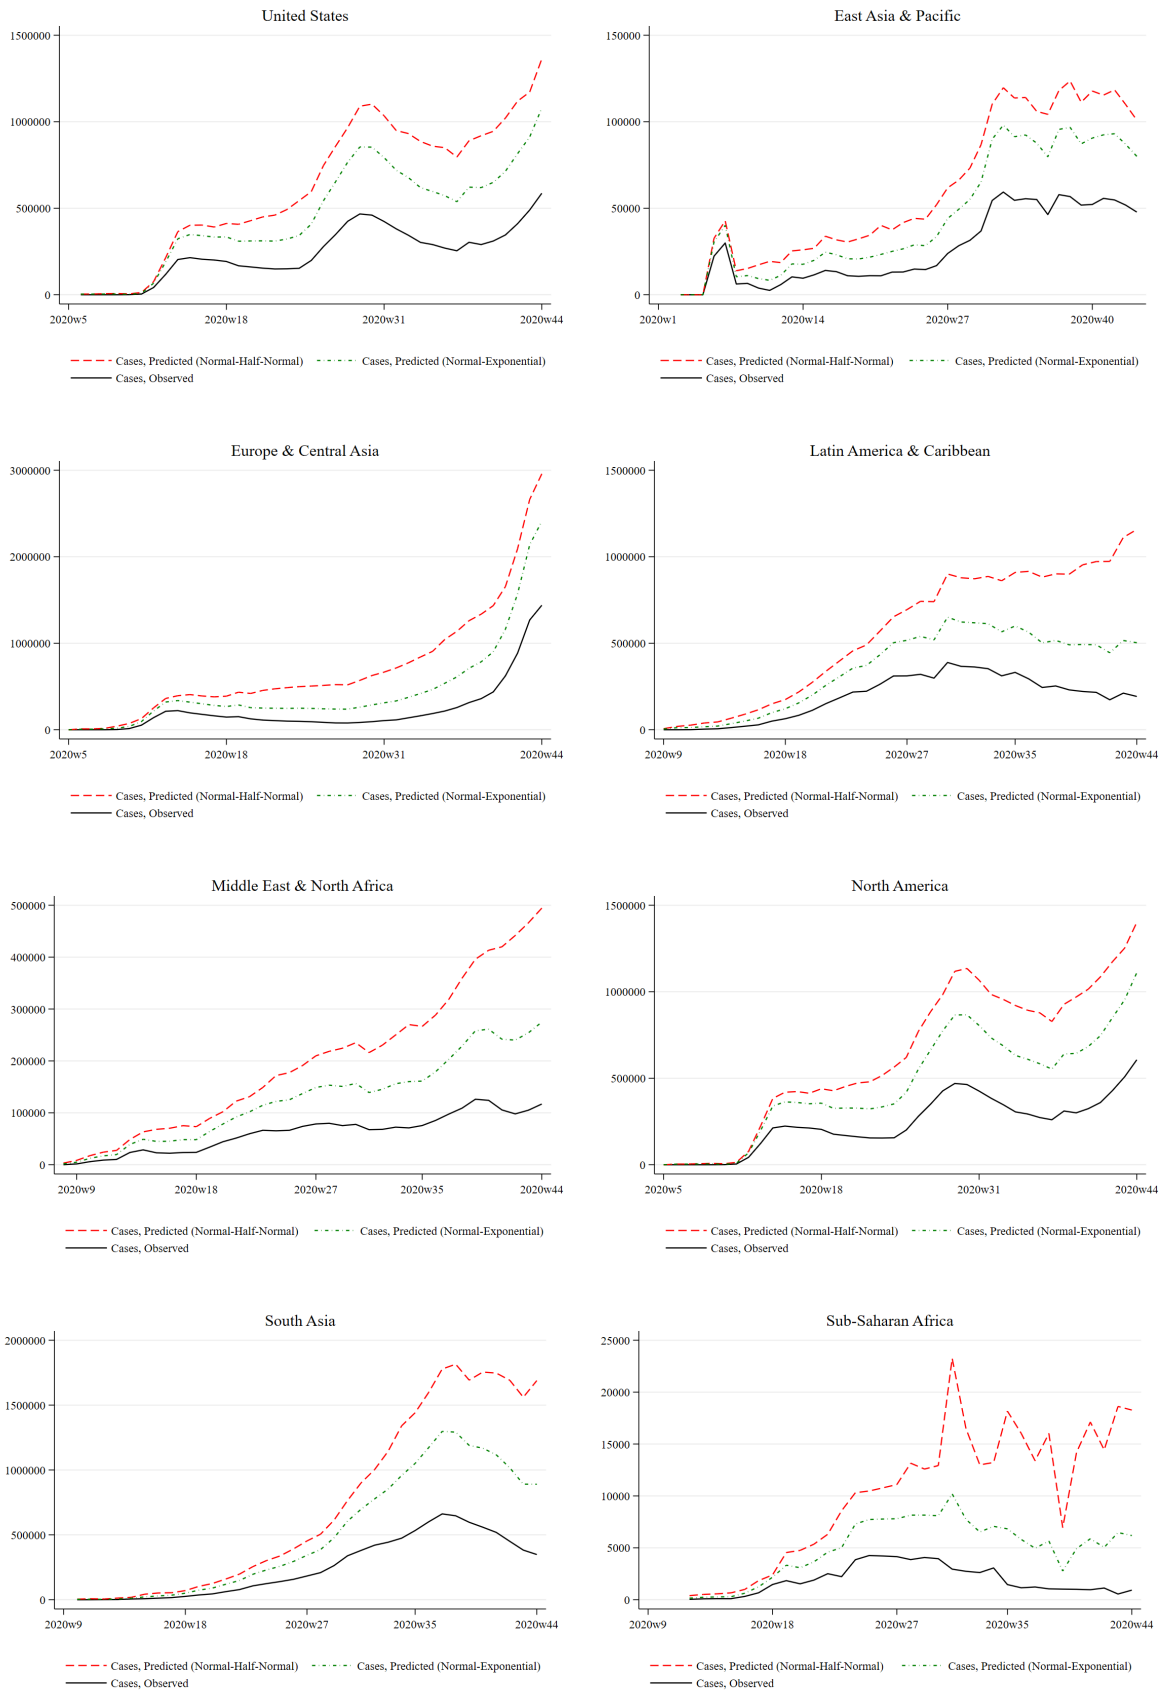 United States
1500000
1000000
500000
0
2020w5 2020w18 2020w31 2020w44
Cases, Predicted (Normal-Half-Normal) Cases, Predicted (Normal-Exponential)
Cases, Observed
East Asia & Pacific
150000
100000
50000
0
2020w1 2020w14 2020w27 2020w40
Cases, Predicted (Normal-Half-Normal) Cases, Predicted (Normal-Exponential)
Cases, Observed
Europe & Central Asia
3000000
2000000
1000000
0
2020w5 2020w18 2020w31 2020w44
Cases, Predicted (Normal-Half-Normal) Cases, Predicted (Normal-Exponential)
Cases, Observed
Latin America & Caribbean
1500000
1000000
500000
0
2020w9 2020w18 2020w27 2020w35 2020w44
Cases, Predicted (Normal-Half-Normal) Cases, Predicted (Normal-Exponential)
Cases, Observed
Middle East & North Africa
500000
400000
300000
200000
100000
0
2020w9 2020w18 2020w27 2020w35 2020w44
Cases, Predicted (Normal-Half-Normal) Cases, Predicted (Normal-Exponential)
Cases, Observed
North America
1500000
1000000
500000
0
2020w5 2020w18 2020w31 2020w44
Cases, Predicted (Normal-Half-Normal) Cases, Predicted (Normal-Exponential)
Cases, Observed
South Asia
2000000
1500000
1000000
500000
0
2020w9 2020w18 2020w27 2020w35 2020w44
Cases, Predicted (Normal-Half-Normal) Cases, Predicted (Normal-Exponential)
Cases, Observed
Sub-Saharan Africa
25000
20000
15000
10000
5000
0
2020w9 2020w18 2020w27 2020w35 2020w44
Cases, Predicted (Normal-Half-Normal) Cases, Predicted (Normal-Exponential)
Cases, Observed